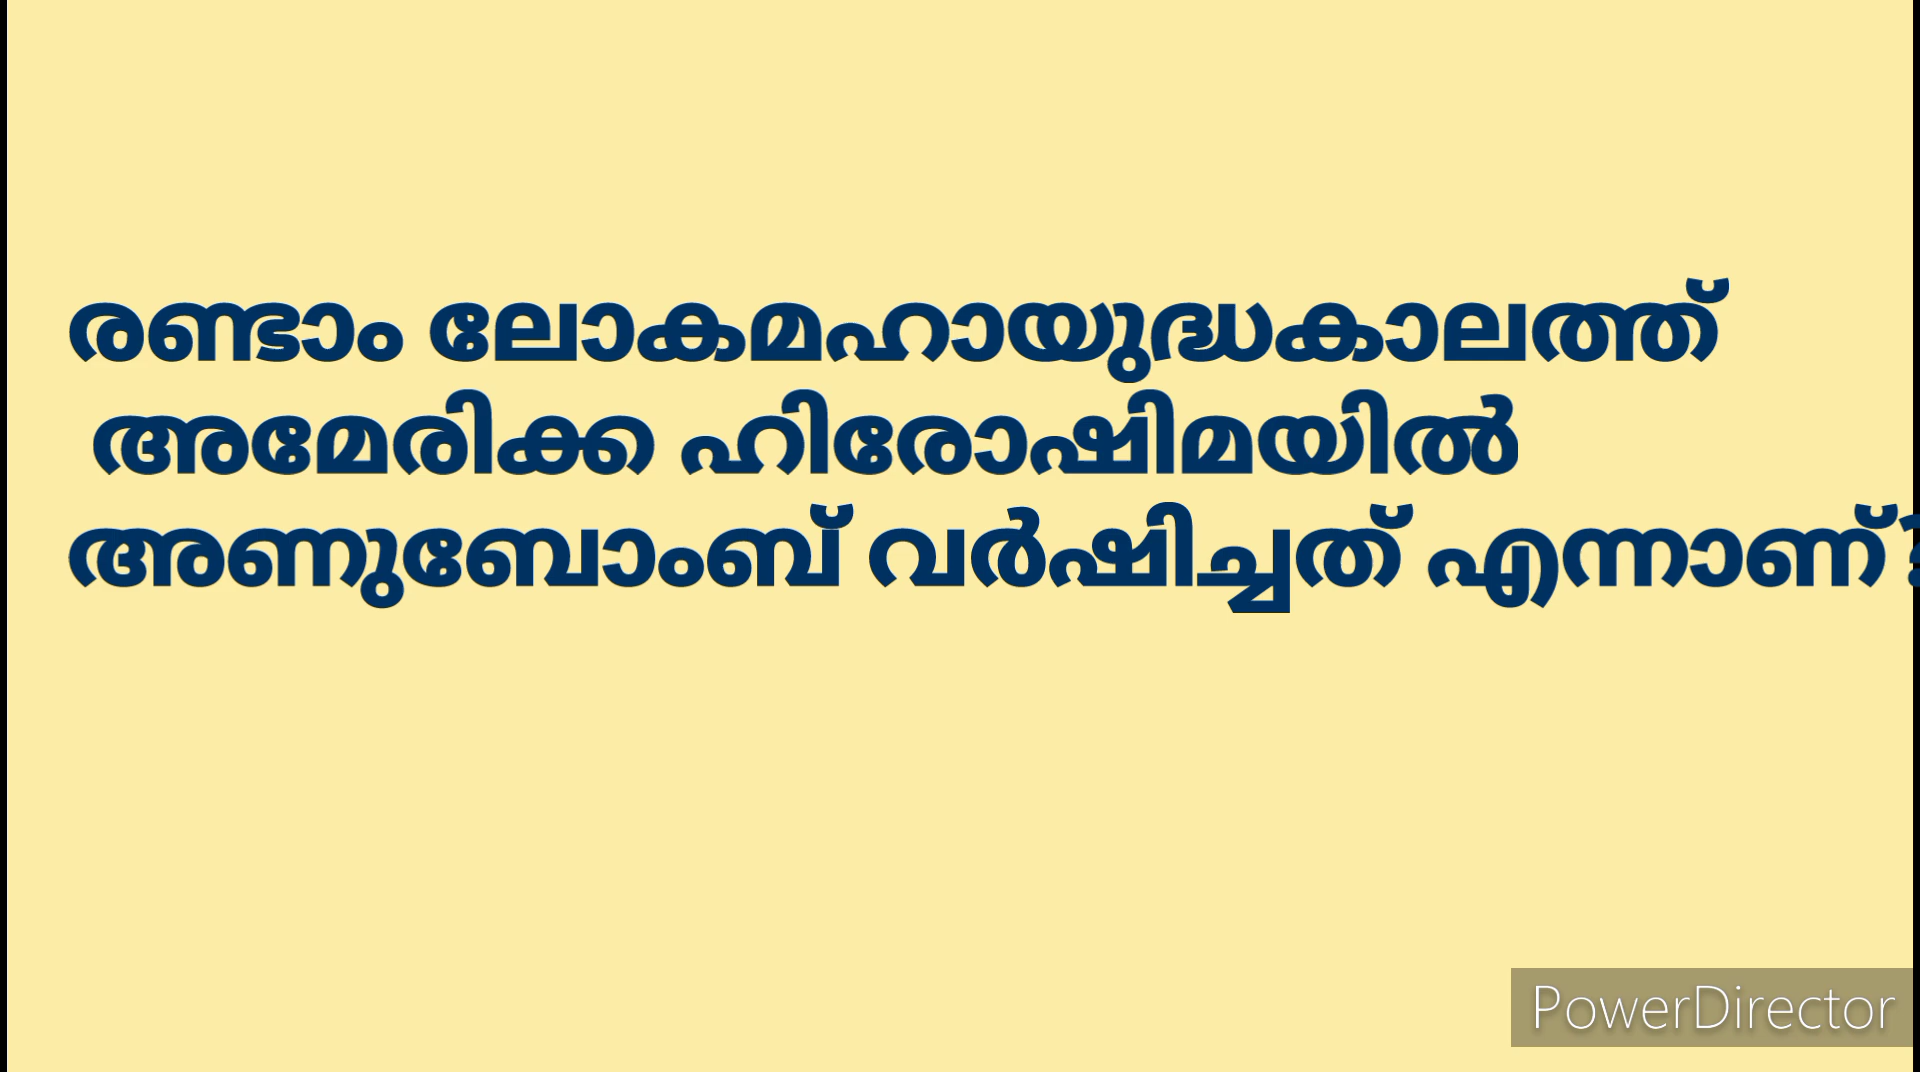 രണ്ടാം ലോകമഹായുദ്ധകാലത്ത്
അമേരിക്ക ഹിരോഷിമയിൽ
അണുബോംബ് വർഷിച്ചത് എന്നാണ്?
PowerDirector